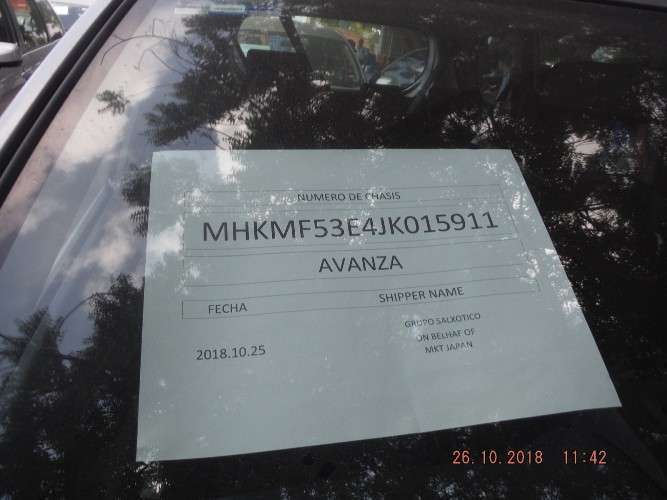 NUMERO DE CHASIS
MHKMF53E4JK015911
AVANZA
FECHA SHIPPER NAME
GRUPO SALXOTICO
2018.10.25 ON BELHAF OF
MKT JAPAN
26.10.2018 11:42